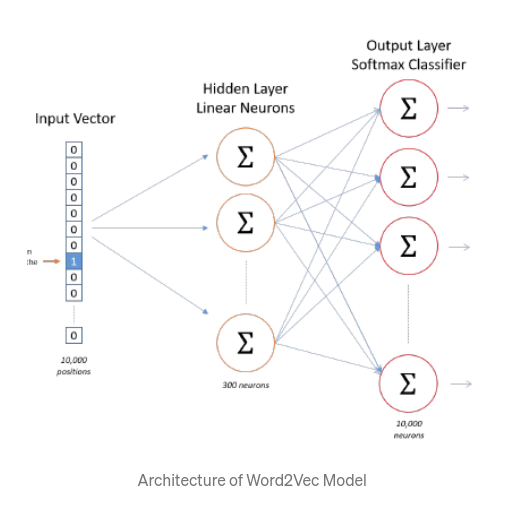 Output Layer
Softmax Classifier
Hidden Layer
Linear Neurons
Input Vector
0
0
0
0
0
0
0
1
0
0
0
n
he
Σ
Σ
Σ
Σ
Σ
Σ
Σ
10,000
positions
300 neurons
10,000
neurons
Architecture of Word2Vec Model